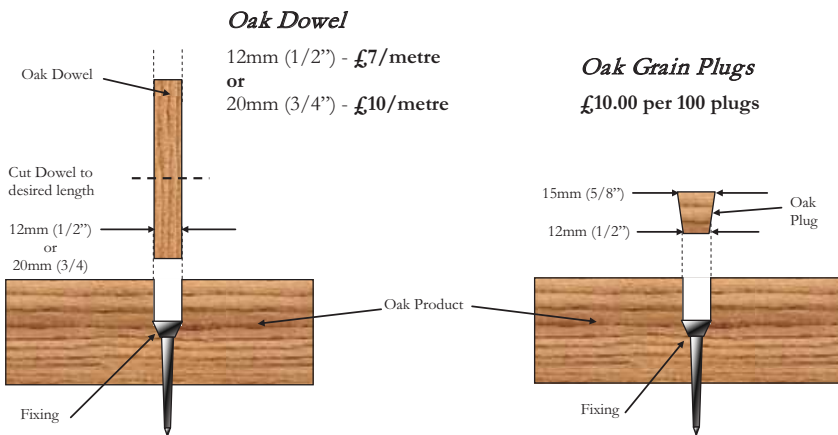 Oak Dowel
12mm (1/2”) - £7/metre
or
20mm (3/4”) - £10/metre
Oak Dowel
Cut Dowel to
desired length
12mm (1/2”)
or
20mm (3/4)
Fixing
Oak Product
Oak Grain Plugs
£10.00 per 100 plugs
15mm (5/8”)
12mm (1/2”)
Oak
Plug
Fixing